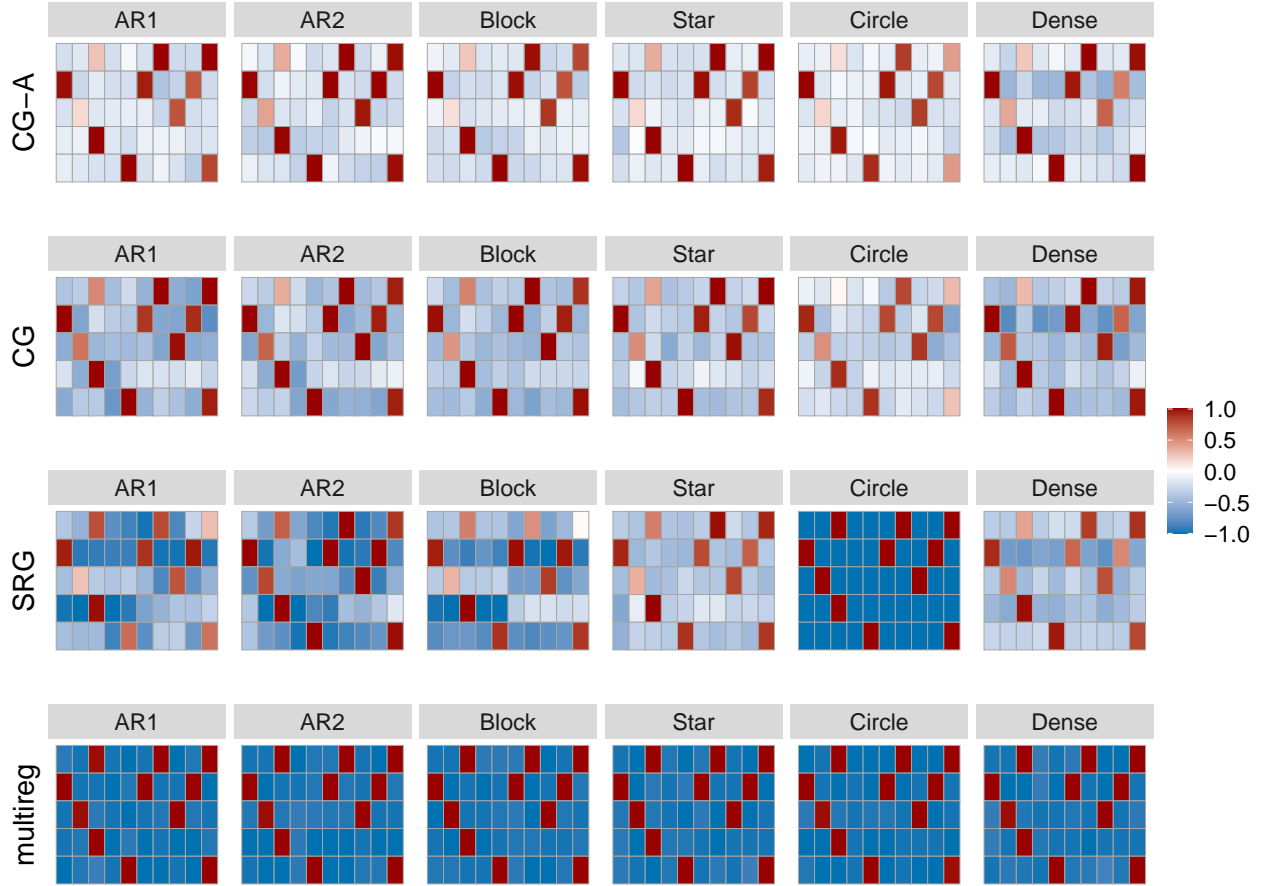 AR1 AR2 Block Star Circle Dense
CG−A
AR1 AR2 Block Star Circle Dense
CG
1.0
0.5
0.0
−0.5
−1.0
AR1 AR2 Block Star Circle Dense
SRG
AR1 AR2 Block Star Circle Dense
multireg